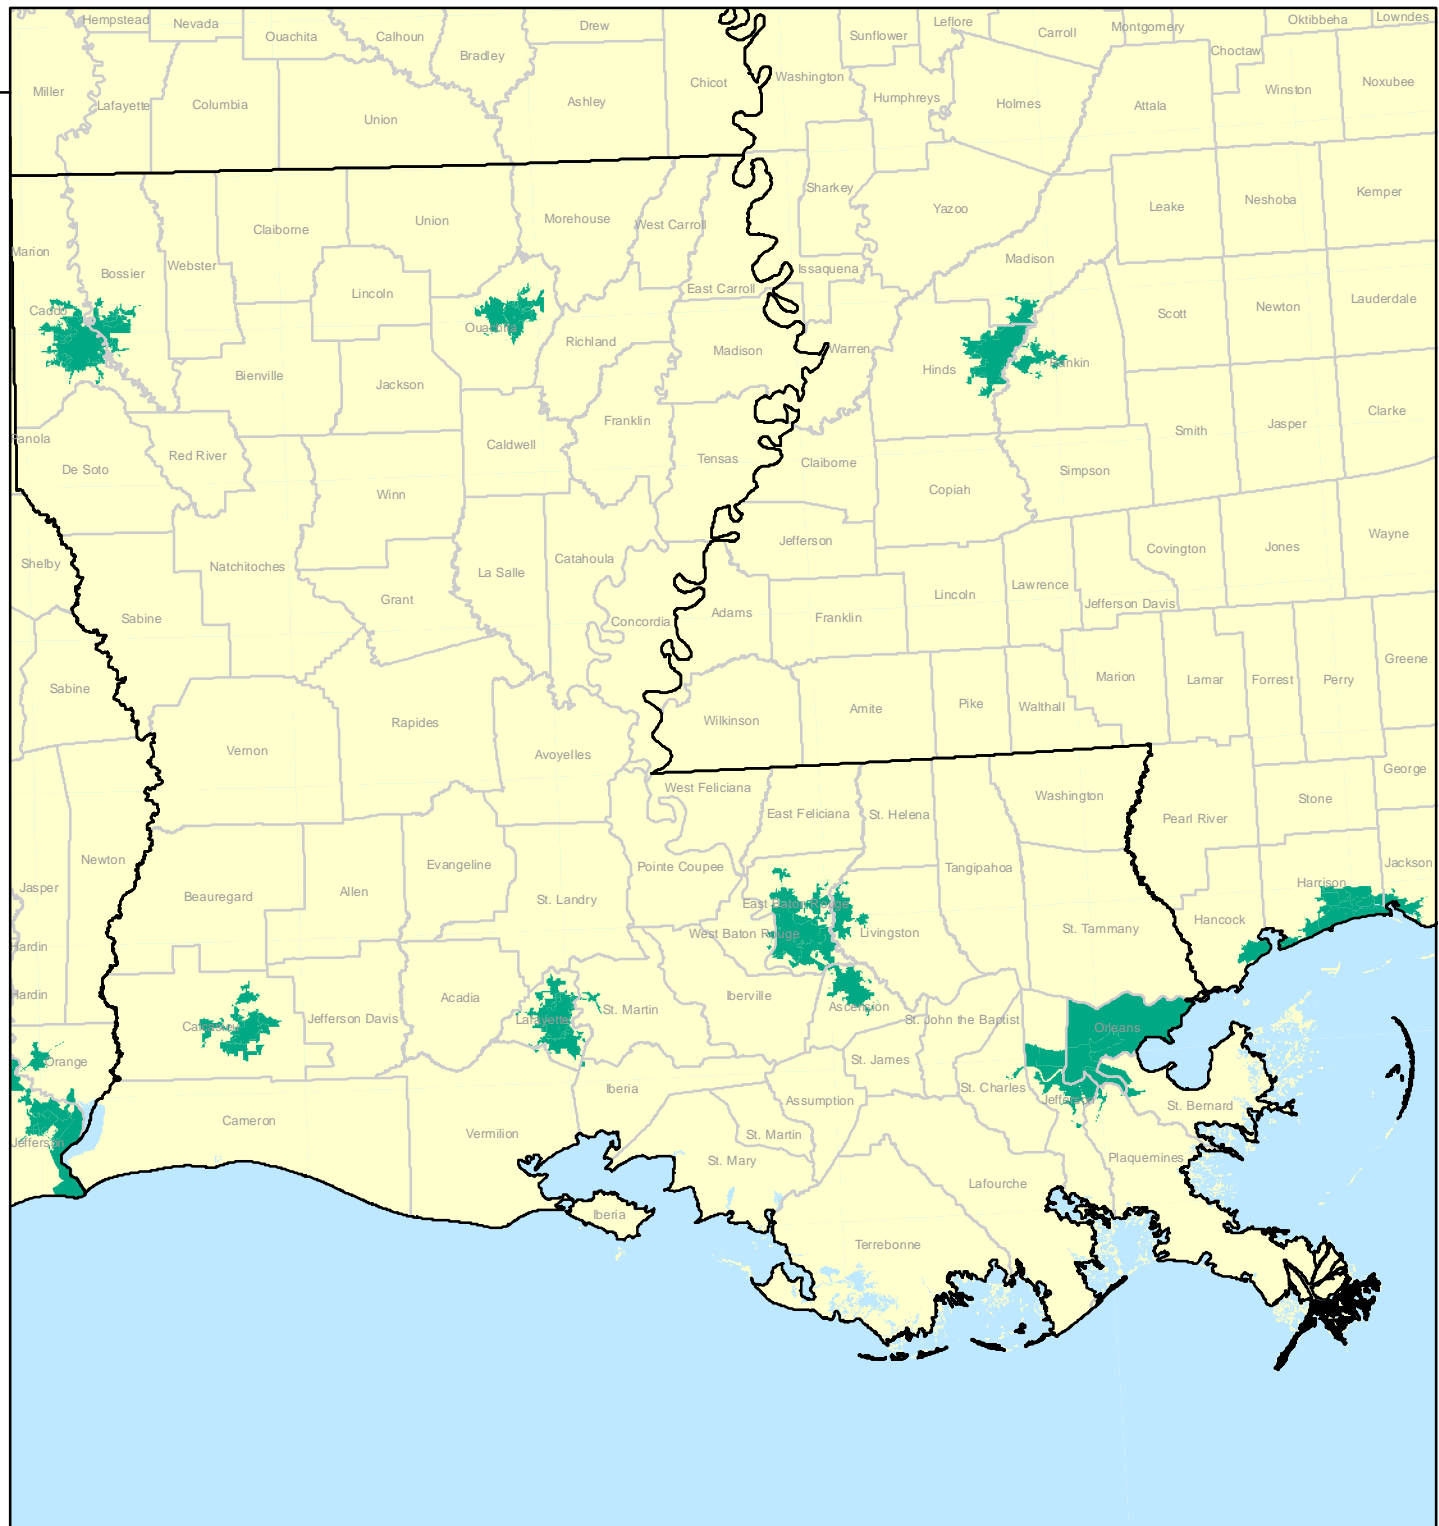 Hempstead
Nevada
Ouachita
Calhoun
Bradley
Drew
Leflore
Sunflower
Carroll
Montgomery
Oktibbeha
Lowndes
Choctaw
Miller
Lafayette
Columbia
Union
Ashley
Chicot
Washington
Humphreys
Holmes
Attala
Winston
Noxubee
Marion
Bossier
Webster
Claiborne
Union
Morehouse
West Carroll
Sharkey
Yazoo
Leake
Neshoba
Kemper
Issaquena
Madison
Caddo
Lincoln
Ouachita
East Carroll
Richland
Madison
Warren
Hinds
Rankin
Scott
Newton
Lauderdale
Bienville
Jackson
Franklin
Clarke
Panola
De Soto
Red River
Caldwell
Tensas
Claiborne
Smith
Jasper
Winn
Copiah
Simpson
Shelby
Natchitoches
Catahoula
La Salle
Jefferson
Covington
Jones
Wayne
Sabine
Grant
Concordia
Adams
Franklin
Lincoln
Lawrence
Jefferson Davis
Sabine
Rapides
Wilkinson
Amite
Pike
Walthall
Marion
Lamar
Forrest
Perry
Greene
Vernon
Avoyelles
West Feliciana
Washington
George
Stone
Newton
East Feliciana
St. Helena
Pearl River
Jasper
Beauregard
Allen
Evangeline
St. Landry
Pointe Coupee
Tangipahoa
Jackson
Harrison
Hardin
East Baton Rouge
West Baton Rouge
Livingston
St. Tammany
Hancock
Hardin
Calcasieu
Jefferson Davis
Acadia
Lafayette
St. Martin
Iberville
Ascension
St. John the Baptist
Orleans
Orange
Iberia
St. James
St. Charles
Jefferson
St. Bernard
Jefferson
Cameron
Vermilion
Assumption
St. Martin
St. Mary
Plaquemines
Lafourche
Iberia
Terrebonne